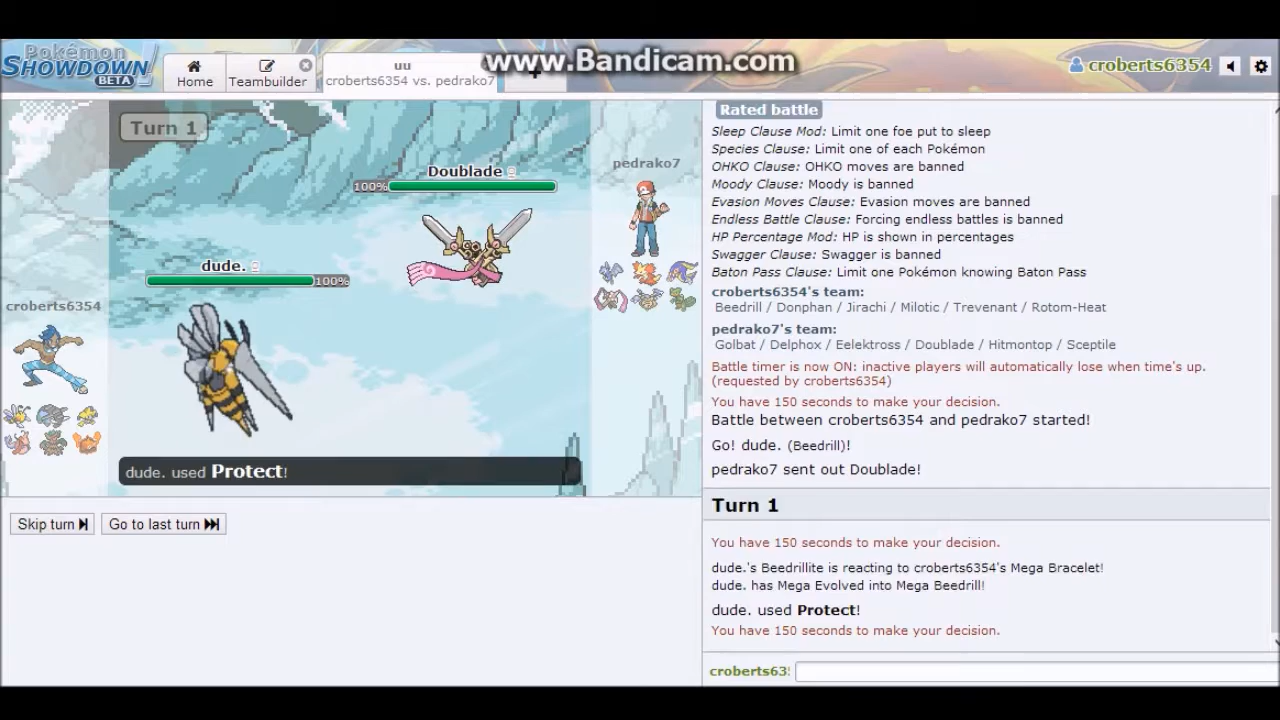 www.Bandicam.com
Pokémon
SHOWDOWN
BETA
Home
Teambuilder
uu
croberts6354 vs. pedrako7
croberts6354
Turn 1
Doublade
100%
dude.
100%
croberts6354
pedrako7
dude. used Protect!
Skip turn
Go to last turn
Rated battle
Sleep Clause Mod: Limit one foe put to sleep
Species Clause: Limit one of each Pokémon
OHKO Clause: OHKO moves are banned
Moody Clause: Moody is banned
Evasion Moves Clause: Evasion moves are banned
Endless Battle Clause: Forcing endless battles is banned
HP Percentage Mod: HP is shown in percentages
Swagger Clause: Swagger is banned
Baton Pass Clause: Limit one Pokémon knowing Baton Pass
croberts6354's team:
Beedrill / Donphan / Jirachi / Milotic / Trevenant / Rotom-Heat
pedrako7's team:
Golbat / Delphox / Eelektross / Doublade / Hitmontop / Sceptile
Battle timer is now ON: inactive players will automatically lose when time's up.
(requested by croberts6354)
You have 150 seconds to make your decision.
Battle between croberts6354 and pedrako7 started!
Go! dude. (Beedrill)!
pedrako7 sent out Doublade!
Turn 1
You have 150 seconds to make your decision.
dude.'s Beedrillite is reacting to croberts6354's Mega Bracelet!
dude. has Mega Evolved into Mega Beedrill!
dude. used Protect!
You have 150 seconds to make your decision.
croberts635